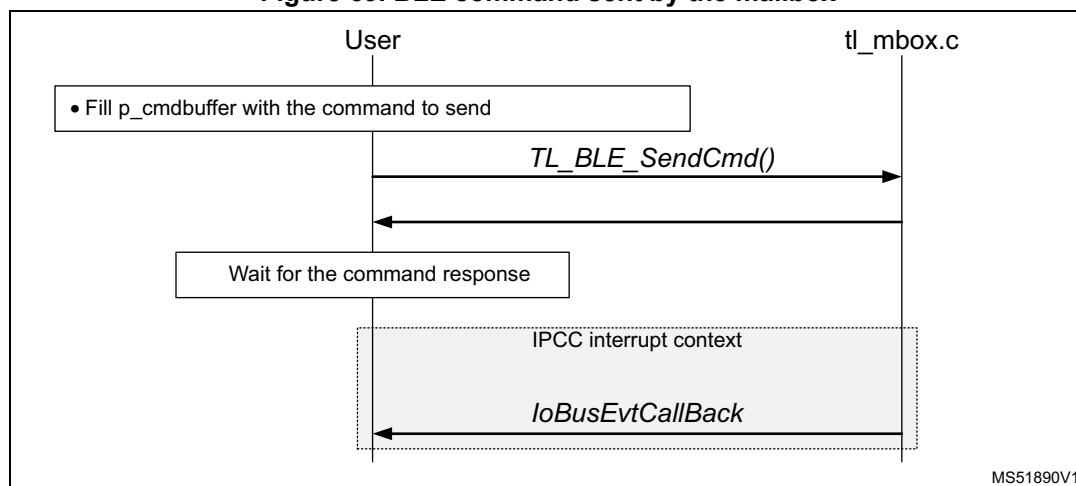 User tl_mbox.c
• Fill p_cmdbuffer with the command to send
TL_BLE_SendCmd()
Wait for the command response
IPCC interrupt context
IoBusEvtCallBack
MS51890V1